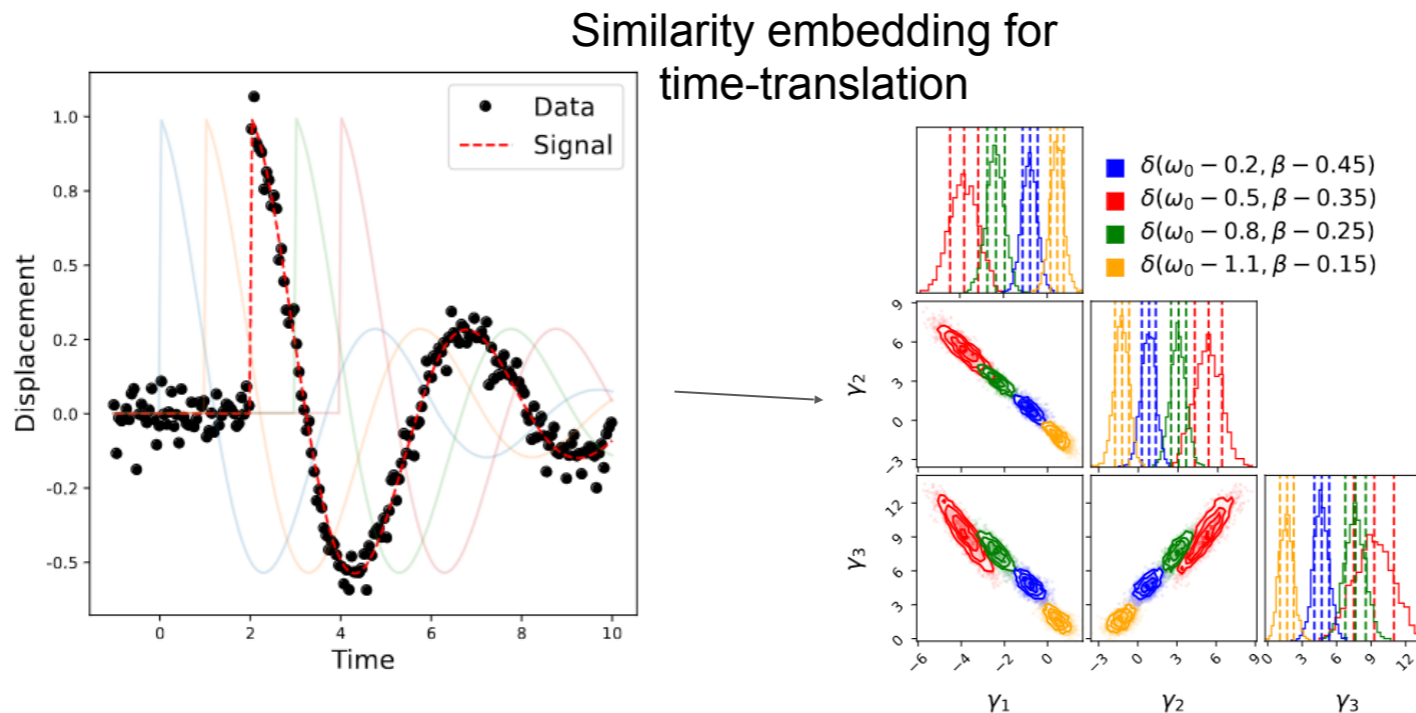 Similarity embedding for
time-translation
Data
Signal
Displacement
1.0
0.8
0.5
0.2
0.0
-0.2
-0.5
0 2 4 6 8 10
Time
δ(ω₀ − 0.2, β − 0.45)
δ(ω₀ − 0.5, β − 0.35)
δ(ω₀ − 0.8, β − 0.25)
δ(ω₀ − 1.1, β − 0.15)
γ₂
9
6
3
0
−3
γ₃
12
9
6
3
0
−6 −4 −2 0
γ₁
−3 0 3 6 9
γ₂
0 3 6 9 12
γ₃